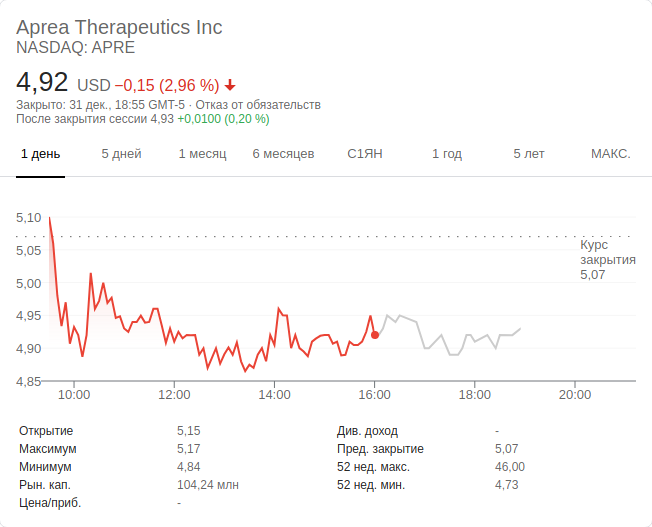 Aprea Therapeutics Inc
NASDAQ: APRE
4,92 USD −0,15 (2,96 %)
Закрыто: 31 дек., 18:55 GMT-5 · Отказ от обязательств
После закрытия сессии 4,93 +0,0100 (0,20 %)
1 день 5 дней 1 месяц 6 месяцев С1ЯН 1 год 5 лет МАКС.
5,10
Курс
5,05
закрытия
5,07
5,00
4,95
4,90
4,85
10:00 12:00 14:00 16:00 18:00 20:00
Открытие 5,15 Див. доход -
Максимум 5,17 Пред. закрытие 5,07
Минимум 4,84 52 нед. макс. 46,00
Рын. кап. 104,24 млн 52 нед. мин. 4,73
Цена/приб. -